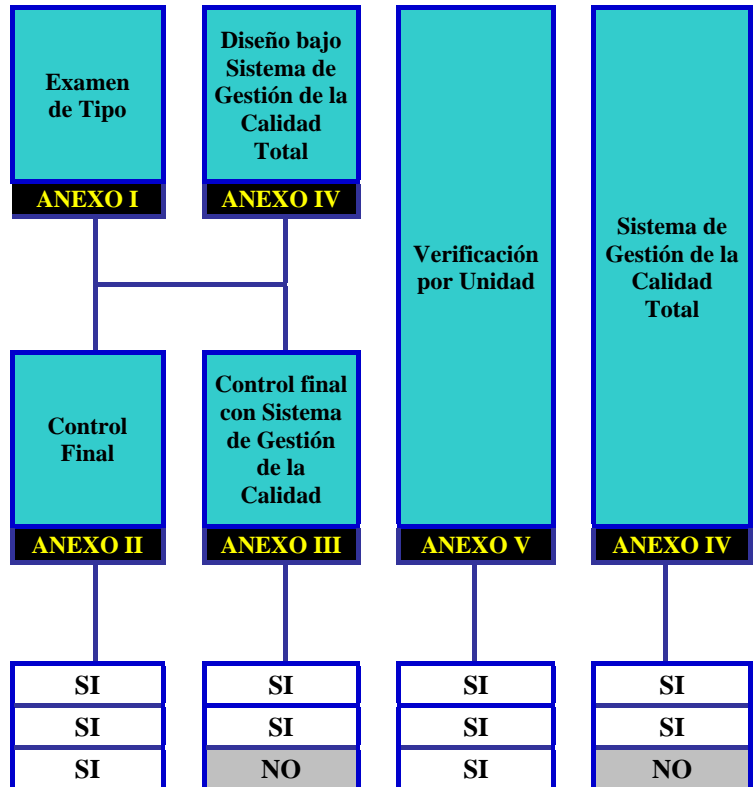 Examen
de Tipo
ANEXO I
Diseño bajo
Sistema de
Gestión de la
Calidad
Total
ANEXO IV
Control
Final
ANEXO II
Control final
con Sistema
de Gestión
de la
Calidad
ANEXO III
Verificación
por Unidad
ANEXO V
Sistema de
Gestión de la
Calidad
Total
ANEXO IV
SI SI SI SI
SI SI SI SI
SI NO SI NO